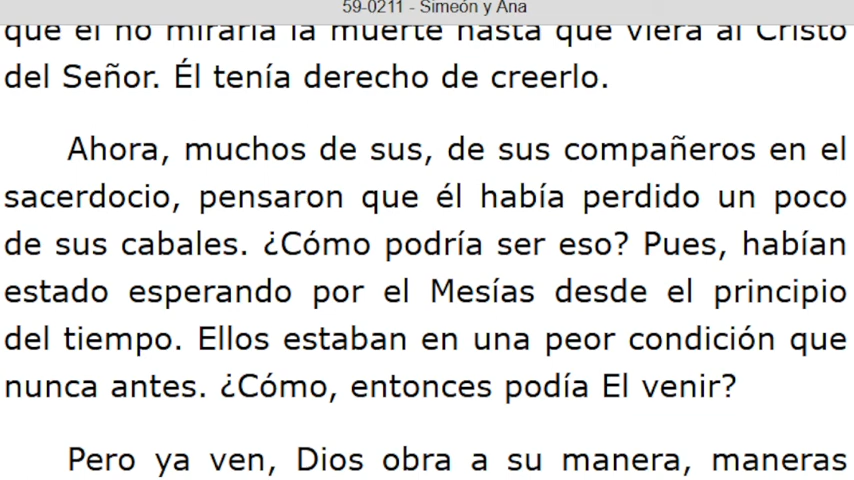 59-0211 - Simeón y Ana
que él no miraría la muerte hasta que viera al Cristo
del Señor. Él tenía derecho de creerlo.
Ahora, muchos de sus, de sus compañeros en el
sacerdocio, pensaron que él había perdido un poco
de sus cabales. ¿Cómo podría ser eso? Pues, habían
estado esperando por el Mesías desde el principio
del tiempo. Ellos estaban en una peor condición que
nunca antes. ¿Cómo, entonces podía El venir?
Pero ya ven, Dios obra a su manera, maneras